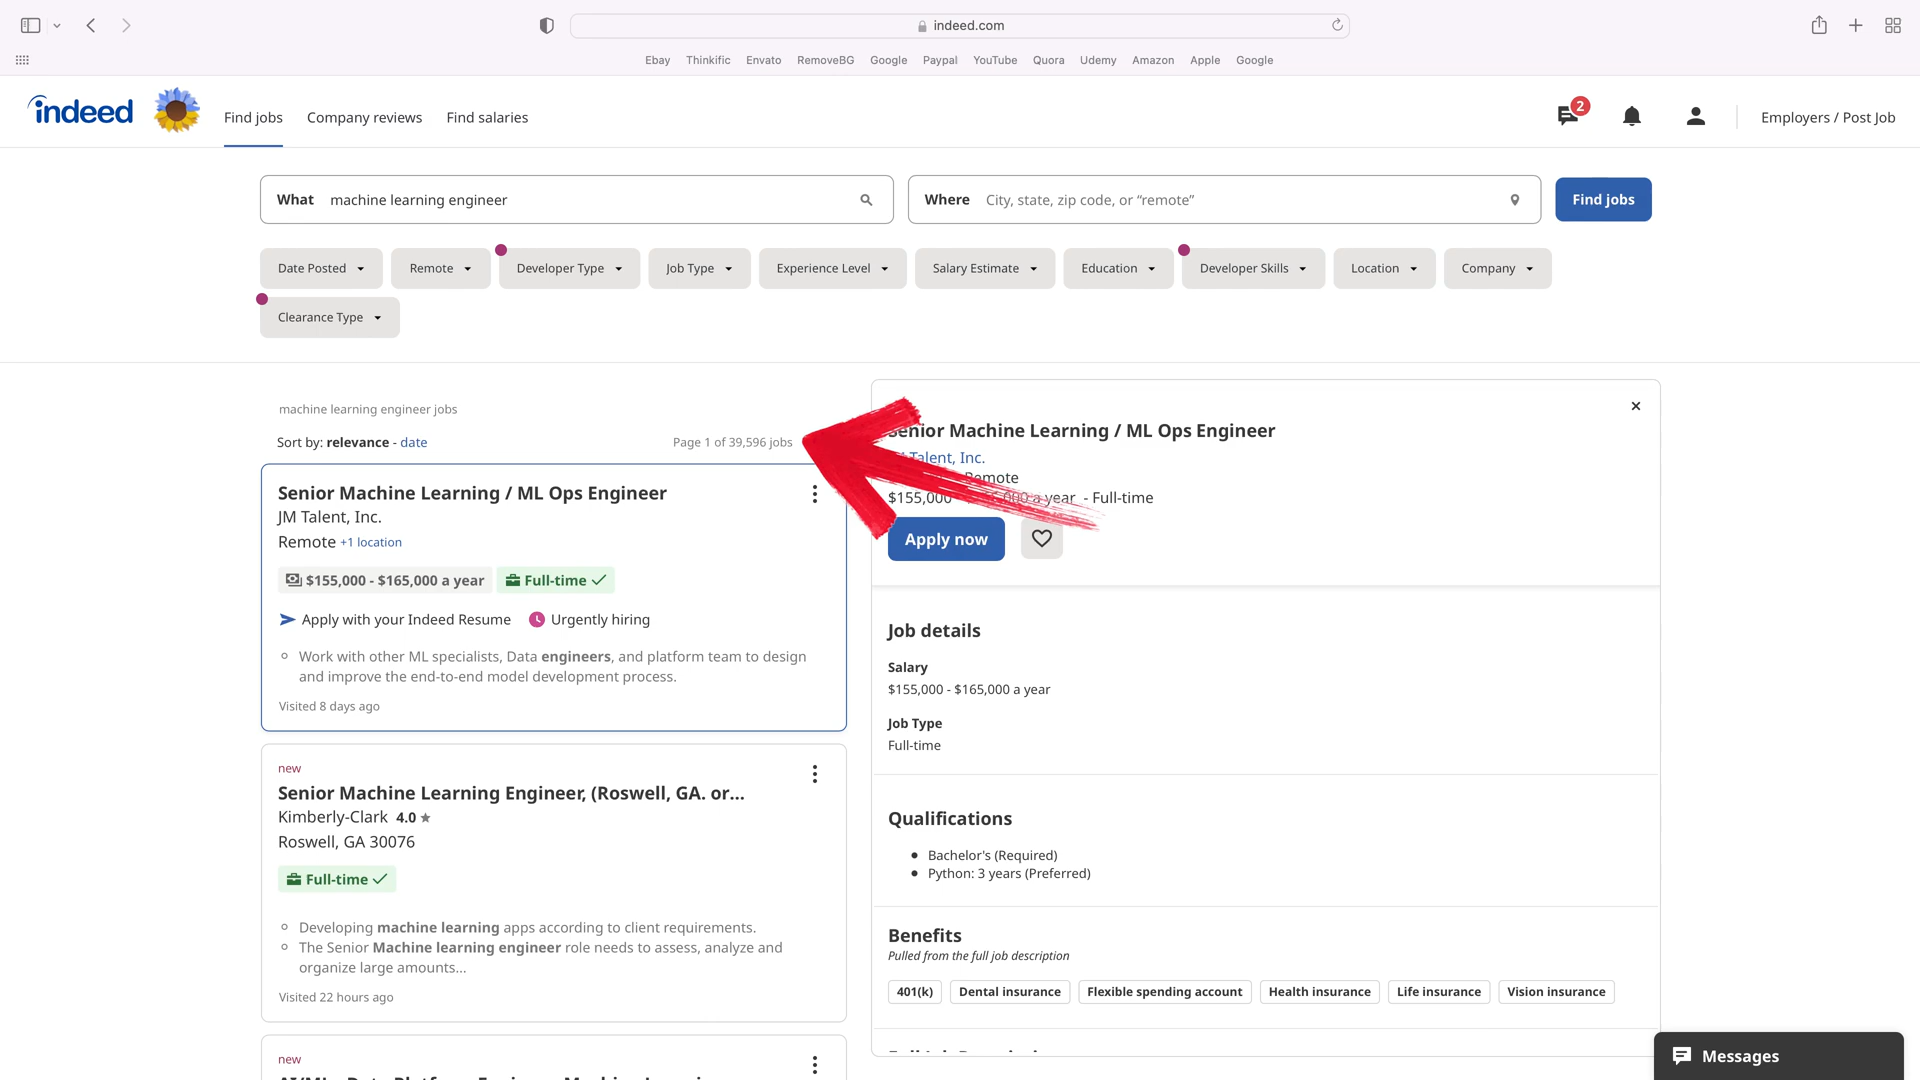 indeed.com
Ebay Thinkific Envato RemoveBG Google Paypal YouTube Quora Udemy Amazon Apple Google
indeed Find jobs Company reviews Find salaries 2 Employers / Post Job
What machine learning engineer Where City, state, zip code, or “remote” Find jobs
Date Posted Remote Developer Type Job Type Experience Level Salary Estimate Education Developer Skills Location Company
Clearance Type
machine learning engineer jobs
Sort by: relevance - date Page 1 of 39,596 jobs
Senior Machine Learning / ML Ops Engineer
JM Talent, Inc.
Remote +1 location
$155,000 - $165,000 a year Full-time
Apply with your Indeed Resume Urgently hiring
Work with other ML specialists, Data engineers, and platform team to design
and improve the end-to-end model development process.
Visited 8 days ago
new
Senior Machine Learning Engineer, (Roswell, GA. or...
Kimberly-Clark 4.0
Roswell, GA 30076
Full-time
Developing machine learning apps according to client requirements.
The Senior Machine learning engineer role needs to assess, analyze and
organize large amounts...
Visited 22 hours ago
new
Senior Machine Learning / ML Ops Engineer
Talent, Inc.
Remote
$155,000 - a year - Full-time
Apply now
Job details
Salary
$155,000 - $165,000 a year
Job Type
Full-time
Qualifications
Bachelor's (Required)
Python: 3 years (Preferred)
Benefits
Pulled from the full job description
401(k) Dental insurance Flexible spending account Health insurance Life insurance Vision insurance
Messages